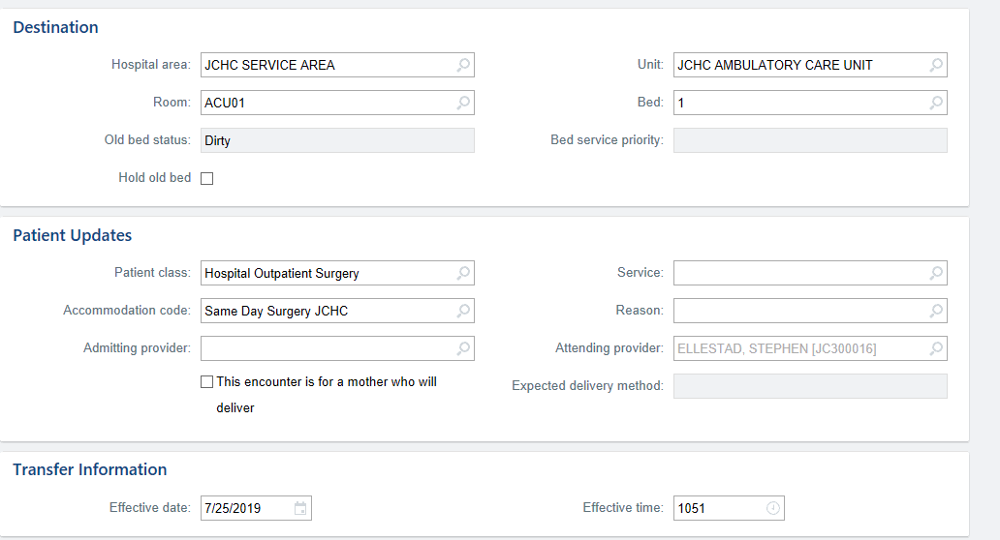 Destination
Hospital area: JCHC SERVICE AREA Unit: JCHC AMBULATORY CARE UNIT
Room: ACU01 Bed: 1
Old bed status: Dirty Bed service priority:
Hold old bed
Patient Updates
Patient class: Hospital Outpatient Surgery Service:
Accommodation code: Same Day Surgery JCHC Reason:
Admitting provider: Attending provider: ELLESTAD, STEPHEN [JC300016]
This encounter is for a mother who will Expected delivery method:
deliver
Transfer Information
Effective date: 7/25/2019 Effective time: 1051